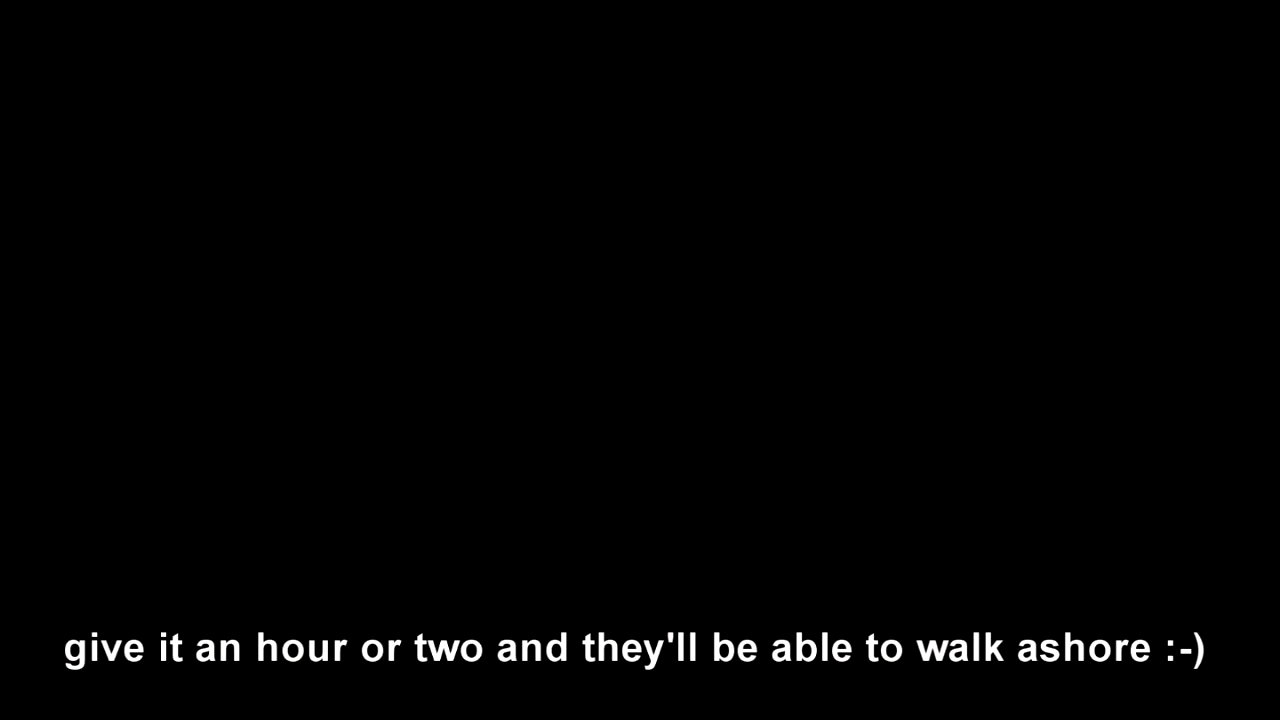 give it an hour or two and they'll be able to walk ashore :-)